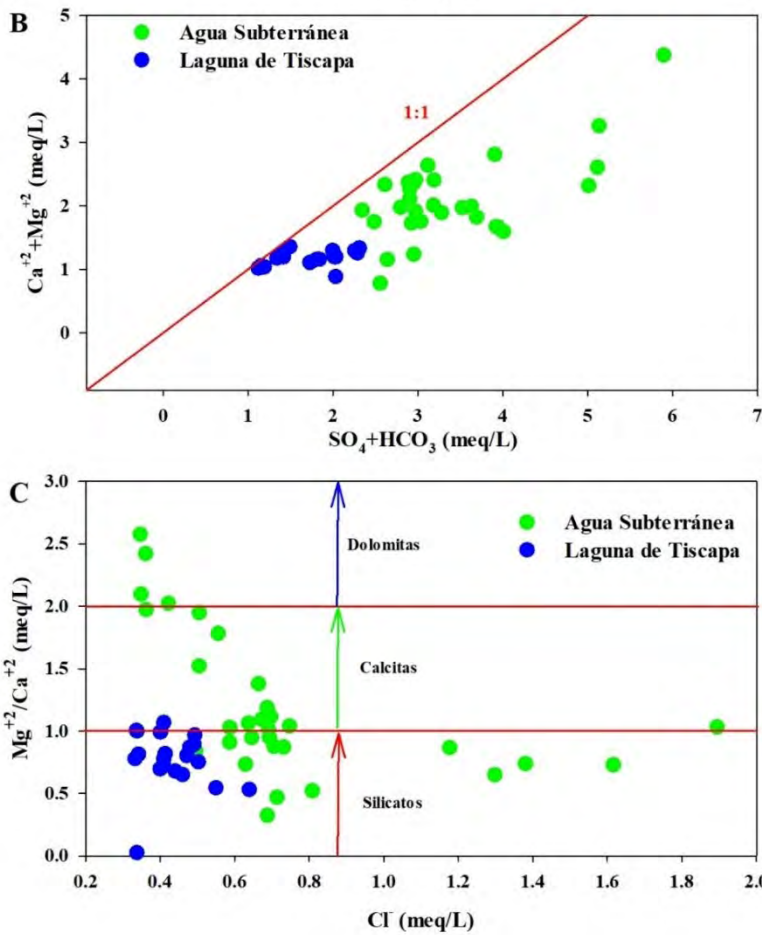 B
Agua Subterránea
Laguna de Tiscapa
1:1
5
4
3
2
1
0
Ca+2+Mg+2 (meq/L)
0 1 2 3 4 5 6 7
SO4+HCO3 (meq/L)
C
Agua Subterránea
Laguna de Tiscapa
Dolomitas
Calcitas
Silicatos
3.0
2.5
2.0
1.5
1.0
0.5
0.0
Mg+2/Ca+2 (meq/L)
0.2 0.4 0.6 0.8 1.0 1.2 1.4 1.6 1.8 2.0
Cl- (meq/L)